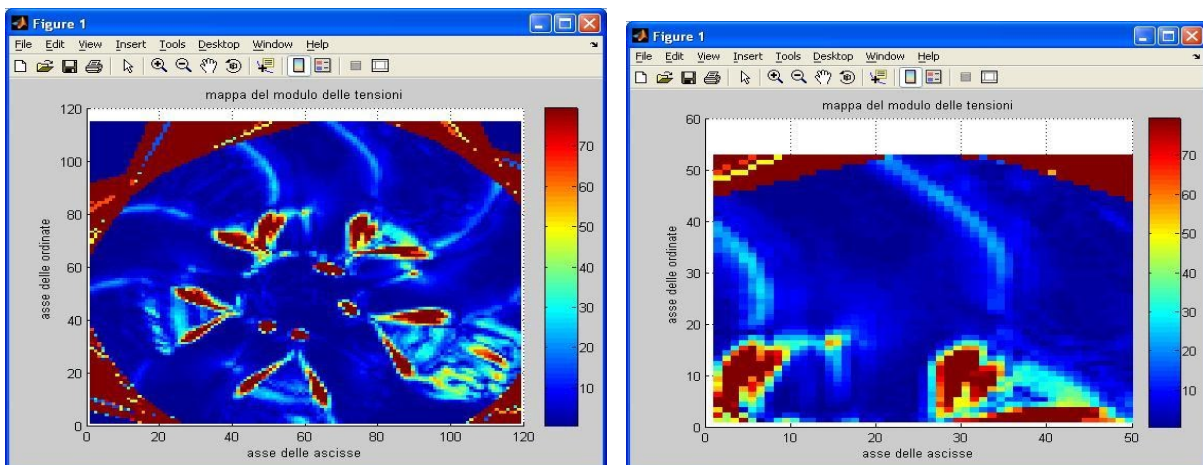 Figure 1
File Edit View Insert Tools Desktop Window Help
mappa del modulo delle tensioni
120
100
80
60
40
20
0
asse delle ordinate
0 20 40 60 80 100 120
asse delle ascisse
70
60
50
40
30
20
10
Figure 1
File Edit View Insert Tools Desktop Window Help
mappa del modulo delle tensioni
60
50
40
30
20
10
0
asse delle ordinate
0 10 20 30 40 50
asse delle ascisse
70
60
50
40
30
20
10